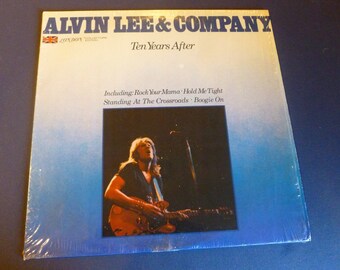 ALVIN LEE & COMPANY
Ten Years After
Including: Rock Your Mama · Hold Me Tight
Standing At The Crossroads · Boogie On